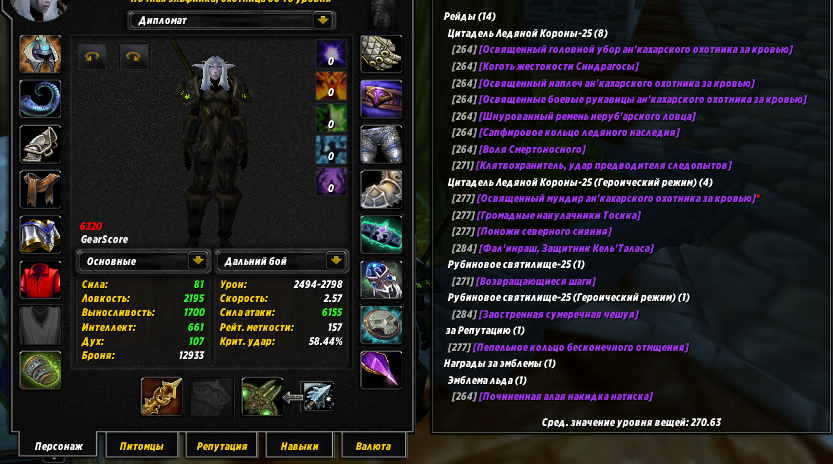 Дипломат
0
0
0
0
0
6320
GearScore
Основные
Дальний бой
Сила: 81
Ловкость: 2195
Выносливость: 1700
Интеллект: 661
Дух: 107
Броня: 12933
Урон: 2494-2798
Скорость: 2.57
Сила атаки: 6155
Рейт. меткости: 157
Крит. удар: 58.44%
Персонаж
Питомцы
Репутация
Навыки
Валюта
Рейды (14)
Цитадель Ледяной Короны-25 (8)
[264] [Освященный головной убор ан'кахарского охотника за кровью]
[264] [Коготь жестокости Синдрагосы]
[264] [Освященный наплеч ан'кахарского охотника за кровью]
[264] [Освященные боевые рукавицы ан'кахарского охотника за кровью]
[264] [Шнурованный ремень неруб'арского ловца]
[264] [Сапфировое кольцо ледяного наследия]
[264] [Воля Смертоносного]
[271] [Клятвохранитель, удар предводителя следопытов]
Цитадель Ледяной Короны-25 (Героический режим) (4)
[277] [Освященный мундир ан'кахарского охотника за кровью]*
[277] [Громадные накулачники Тоскка]
[277] [Поножи северного сияния]
[284] [Фал'инраш, Защитник Кель'Таласа]
Рубиновое святилище-25 (1)
[271] [Возвращающиеся шаги]
Рубиновое святилище-25 (Героический режим) (1)
[284] [Заостренная сумеречная чешуя]
за Репутацию (1)
[277] [Пепельное кольцо бесконечного отмщения]
Награды за эмблемы (1)
Эмблема льда (1)
[264] [Починенная алая накидка натиска]
Сред. значение уровня вещей: 270.63